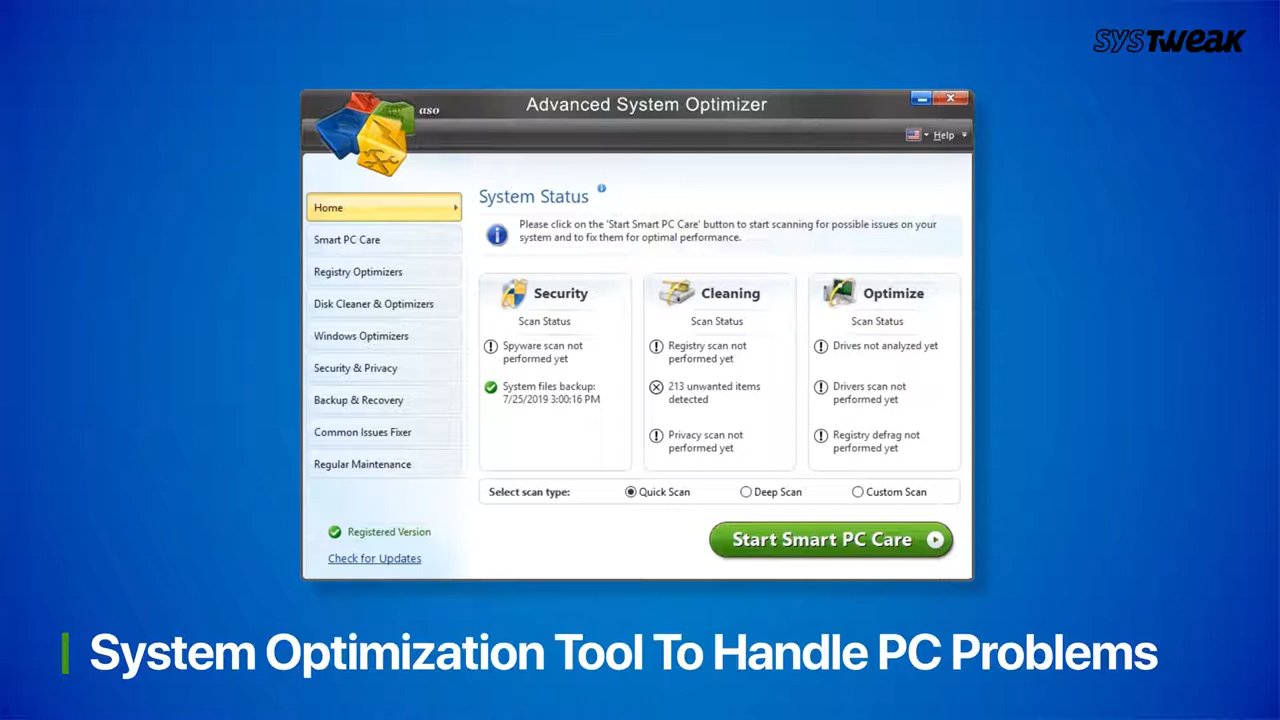 SYSTWEAK
aso
Advanced System Optimizer
Help
Home
Smart PC Care
Registry Optimizers
Disk Cleaner & Optimizers
Windows Optimizers
Security & Privacy
Backup & Recovery
Common Issues Fixer
Regular Maintenance
Registered Version
Check for Updates
System Status
Please click on the 'Start Smart PC Care' button to start scanning for possible issues on your
system and to fix them for optimal performance.
Security
Scan Status
Spyware scan not
performed yet
System files backup:
7/25/2019 3:00:16 PM
Cleaning
Scan Status
Registry scan not
performed yet
213 unwanted items
detected
Privacy scan not
performed yet
Optimize
Scan Status
Drives not analyzed yet
Drivers scan not
performed yet
Registry defrag not
performed yet
Select scan type: Quick Scan Deep Scan Custom Scan
Start Smart PC Care
System Optimization Tool To Handle PC Problems